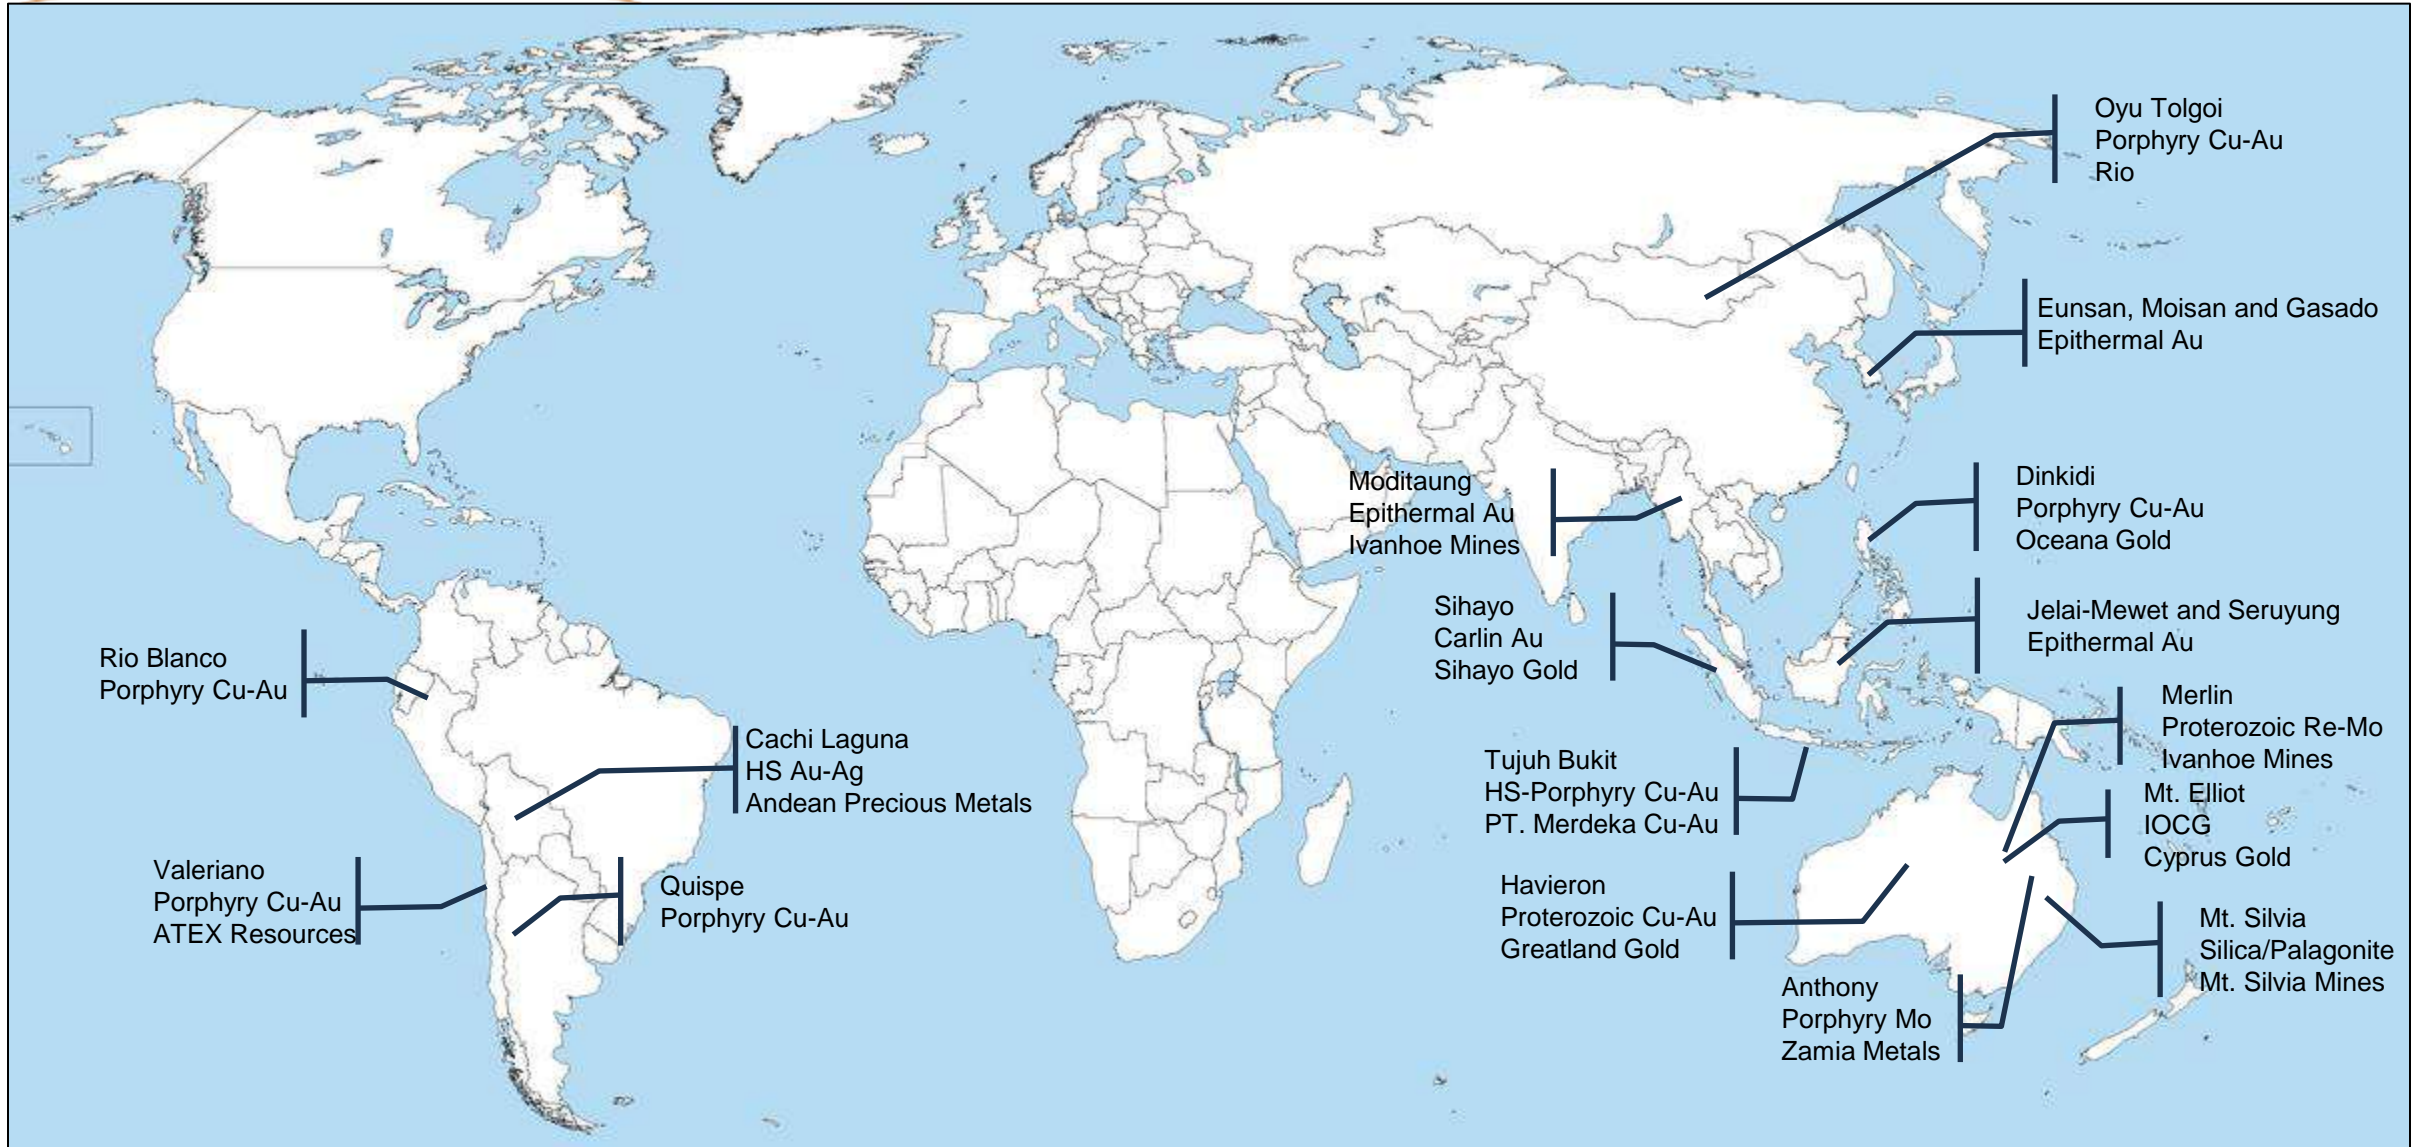 Oyu Tolgoi
Porphyry Cu-Au
Rio
Eunsan, Moisan and Gasado
Epithermal Au
Moditaung
Epithermal Au
Ivanhoe Mines
Dinkidi
Porphyry Cu-Au
Oceana Gold
Sihayo
Carlin Au
Sihayo Gold
Jelai-Mewet and Seruyung
Epithermal Au
Rio Blanco
Porphyry Cu-Au
Merlin
Proterozoic Re-Mo
Ivanhoe Mines
Cachi Laguna
HS Au-Ag
Andean Precious Metals
Tujuh Bukit
HS-Porphyry Cu-Au
PT. Merdeka Cu-Au
Mt. Elliot
IOCG
Cyprus Gold
Valeriano
Porphyry Cu-Au
ATEX Resources
Quispe
Porphyry Cu-Au
Havieron
Proterozoic Cu-Au
Greatland Gold
Mt. Silvia
Silica/Palagonite
Mt. Silvia Mines
Anthony
Porphyry Mo
Zamia Metals